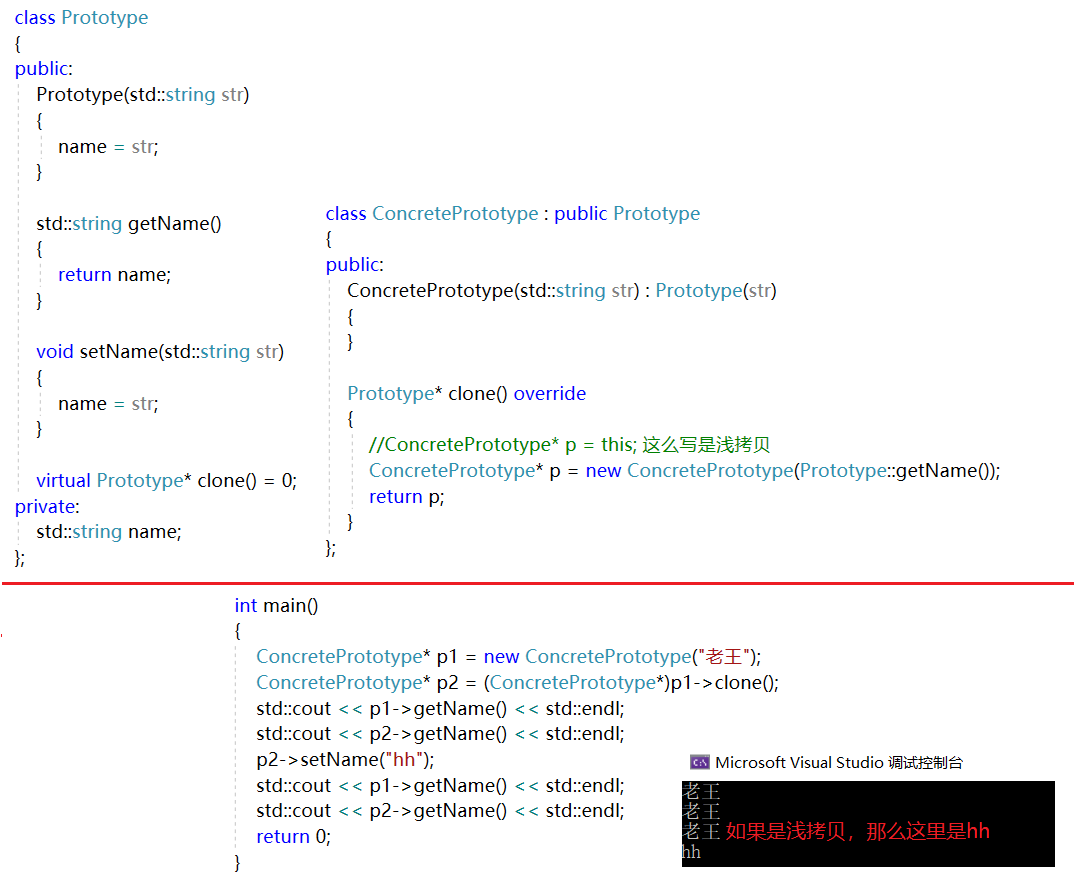 class Prototype
{
public:
Prototype(std::string str)
{
name = str;
}
std::string getName()
{
return name;
}
void setName(std::string str)
{
name = str;
}
virtual Prototype* clone() = 0;
private:
std::string name;
};
class ConcretePrototype : public Prototype
{
public:
ConcretePrototype(std::string str) : Prototype(str)
{
}
Prototype* clone() override
{
//ConcretePrototype* p = this; 这么写是浅拷贝
ConcretePrototype* p = new ConcretePrototype(Prototype::getName());
return p;
}
};
int main()
{
ConcretePrototype* p1 = new ConcretePrototype("老王");
ConcretePrototype* p2 = (ConcretePrototype*)p1->clone();
std::cout << p1->getName() << std::endl;
std::cout << p2->getName() << std::endl;
p2->setName("hh");
std::cout << p1->getName() << std::endl;
std::cout << p2->getName() << std::endl;
return 0;
}
C:\ Microsoft Visual Studio 调试控制台
老王
老王
老王 如果是浅拷贝，那么这里是hh
hh